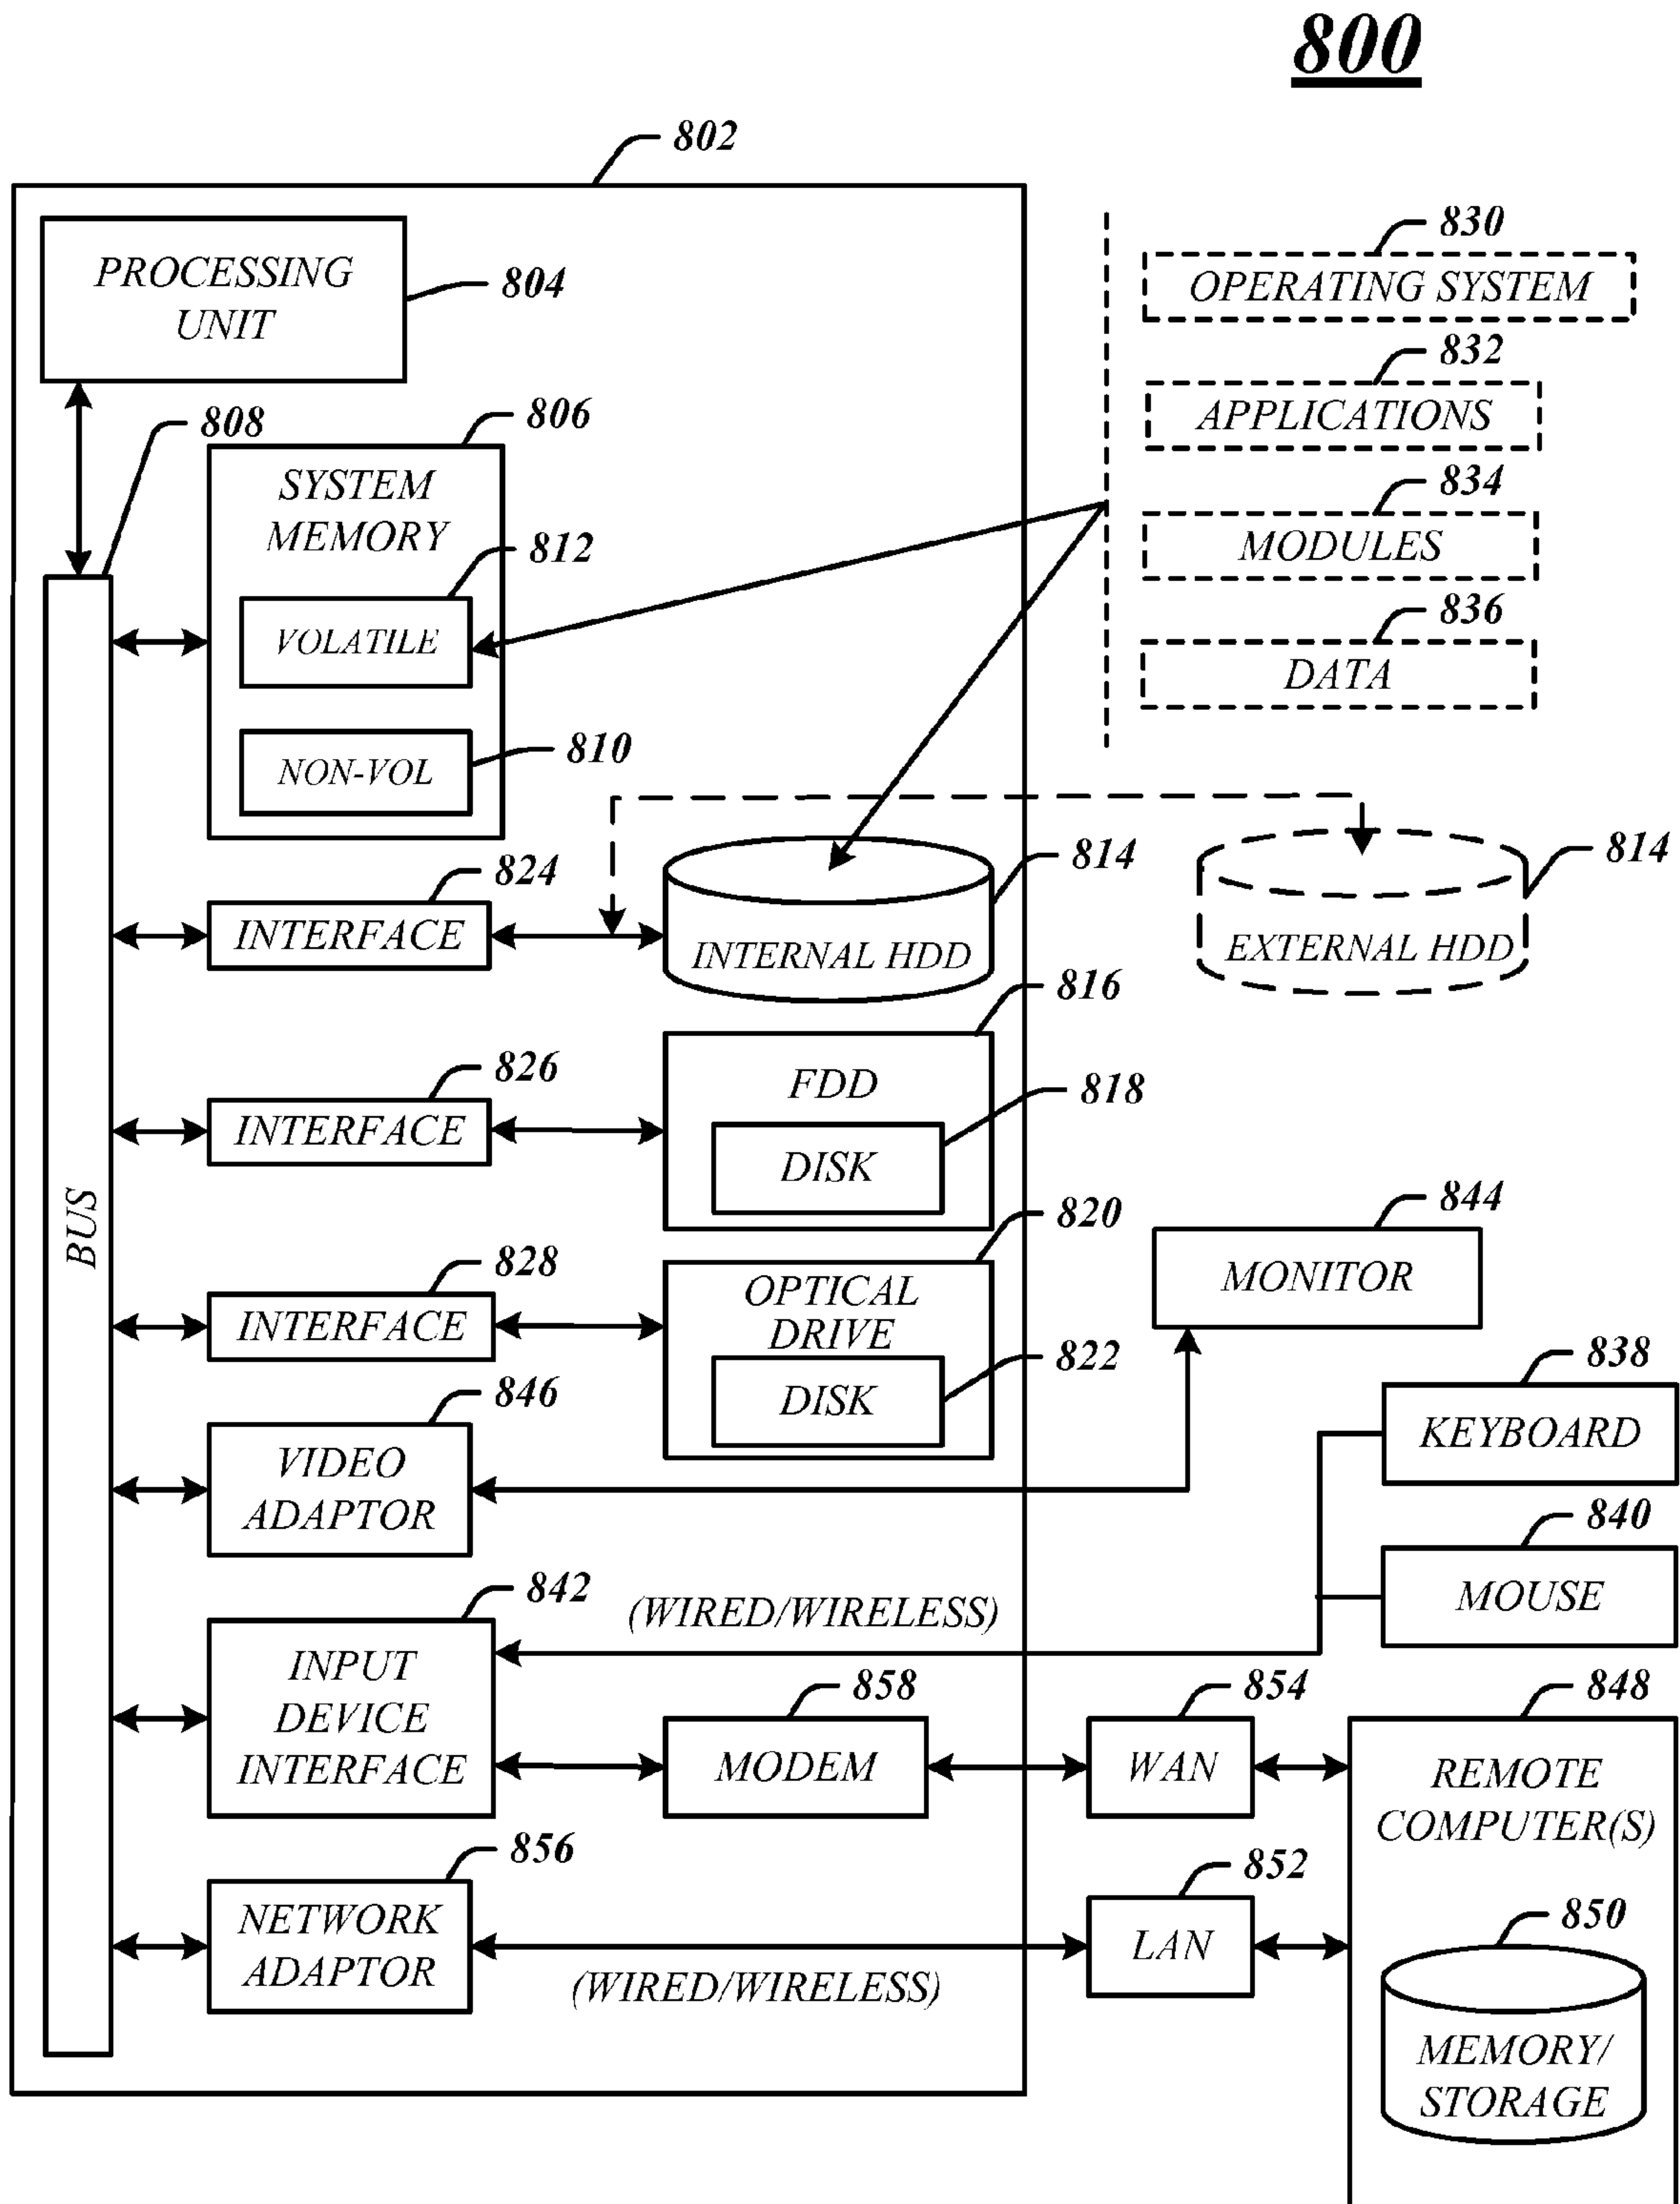 800
802
PROCESSING
UNIT
804
830
OPERATING SYSTEM
832
APPLICATIONS
834
MODULES
836
DATA
808
806
SYSTEM
MEMORY
812
VOLATILE
810
NON-VOL
824
INTERFACE
814
INTERNAL HDD
814
EXTERNAL HDD
816
826
INTERFACE
FDD
818
DISK
BUS
820
828
INTERFACE
OPTICAL
DRIVE
822
DISK
844
MONITOR
838
KEYBOARD
846
VIDEO
ADAPTOR
840
MOUSE
842
(WIRED/WIRELESS)
INPUT
DEVICE
INTERFACE
858
MODEM
854
WAN
848
REMOTE
COMPUTER(S)
856
NETWORK
ADAPTOR
(WIRED/WIRELESS)
852
LAN
850
MEMORY/
STORAGE